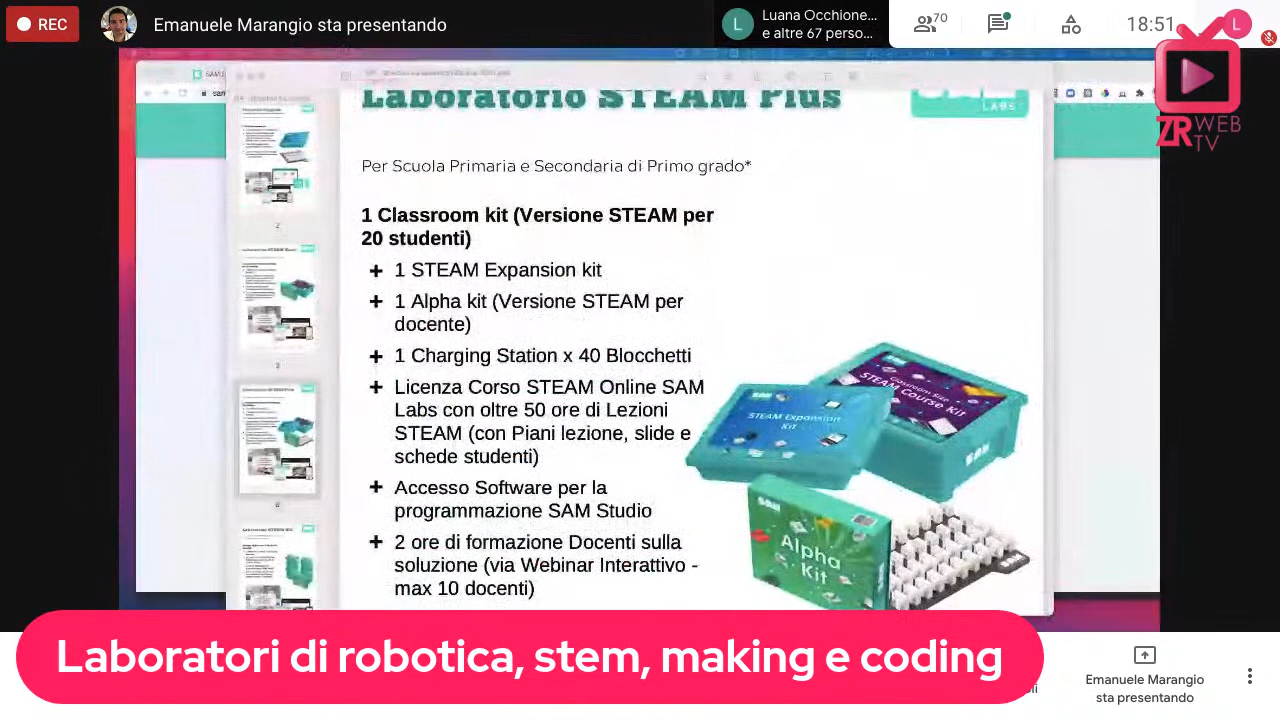 REC
Emanuele Marangio sta presentando
L
Luana Occhione...
e altre 67 perso...
70
18:51
L
Laboratorio STEAM Plus
LABS
ZR WEB TV
Per Scuola Primaria e Secondaria di Primo grado*
1 Classroom kit (Versione STEAM per
20 studenti)
+ 1 STEAM Expansion kit
+ 1 Alpha kit (Versione STEAM per
docente)
+ 1 Charging Station x 40 Blocchetti
+ Licenza Corso STEAM Online SAM
Labs con oltre 50 ore di Lezioni
STEAM (con Piani lezione, slide e
schede studenti)
+ Accesso Software per la
programmazione SAM Studio
+ 2 ore di formazione Docenti sulla
soluzione (via Webinar Interattivo -
max 10 docenti)
Classroom Size
STEAM Course Kit
STEAM Expansion
Kit
SAM
Alpha
Kit
Laboratori di robotica, stem, making e coding
Emanuele Marangio
sta presentando